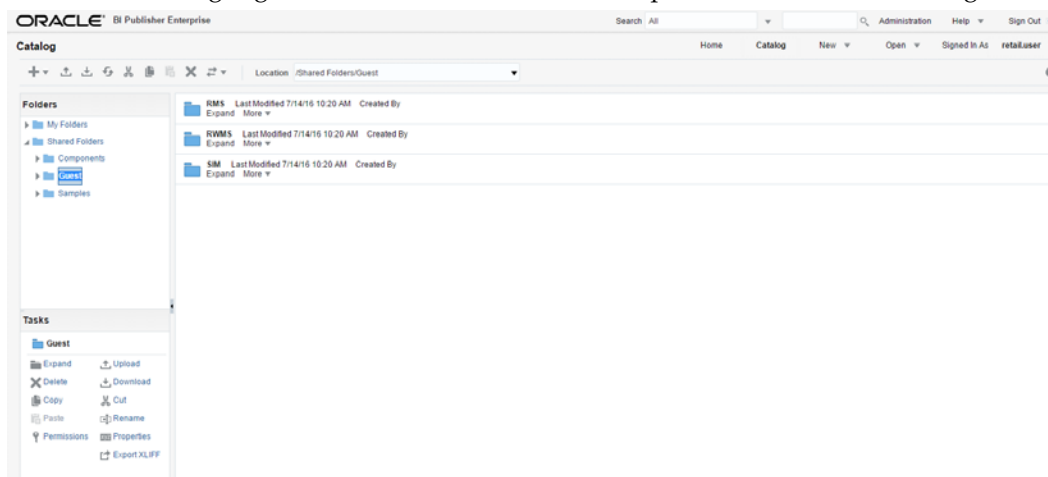 ORACLE BI Publisher Enterprise
Search All
Administration Help Sign Out
Catalog
Home Catalog New Open Signed In As retail.user
Location /Shared Folders/Guest
Folders
My Folders
Shared Folders
Components
Guest
Samples
RMS Last Modified 7/14/16 10:20 AM Created By
Expand More
RWMS Last Modified 7/14/16 10:20 AM Created By
Expand More
SIM Last Modified 7/14/16 10:20 AM Created By
Expand More
Tasks
Guest
Expand Upload
Delete Download
Copy Cut
Paste Rename
Permissions Properties
Export XLIFF